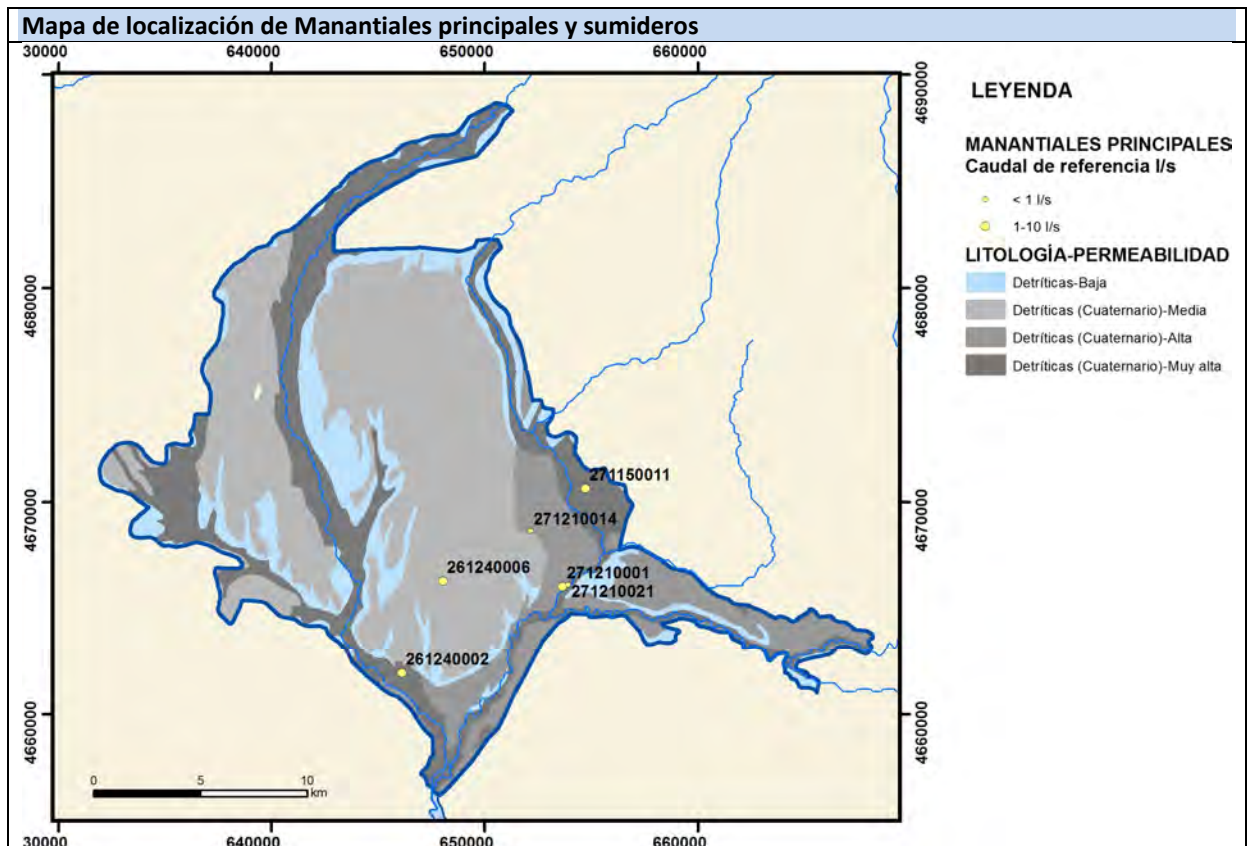 Mapa de localización de Manantiales principales y sumideros
30000 640000 650000 660000
4690000
4680000 4680000
4670000 4670000
4660000 4660000
271150011
271210014
261240006
271210001
271210021
261240002
0 5 10
km
30000 640000 650000 660000
LEYENDA
MANANTIALES PRINCIPALES
Caudal de referencia l/s
< 1 l/s
1-10 l/s
LITOLOGÍA-PERMEABILIDAD
Detríticas-Baja
Detríticas (Cuaternario)-Media
Detríticas (Cuaternario)-Alta
Detríticas (Cuaternario)-Muy alta